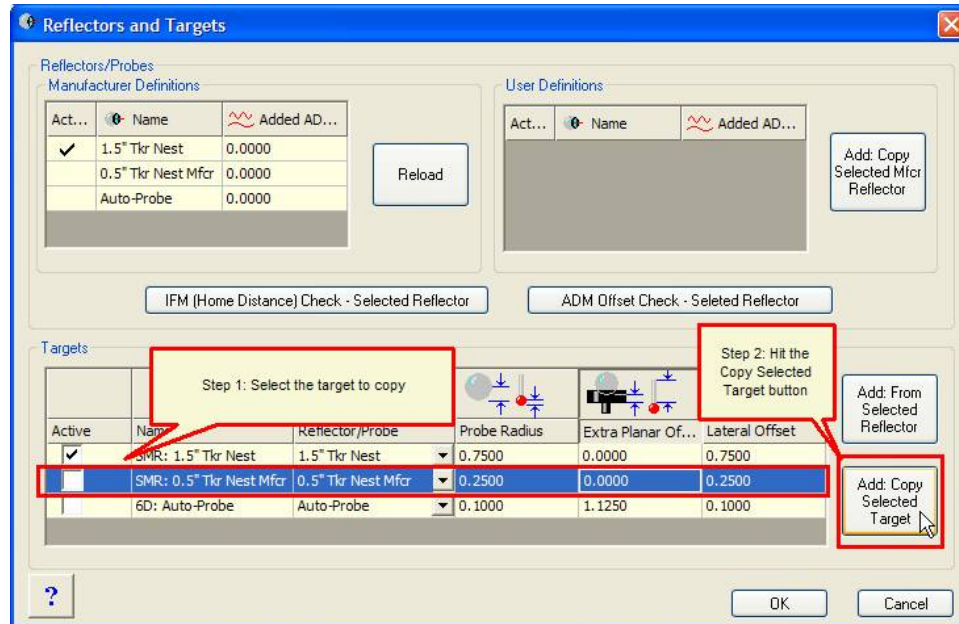 Reflectors and Targets
Reflectors/Probes
Manufacturer Definitions
Act... Name Added AD...
1.5" Tkr Nest 0.0000
0.5" Tkr Nest Mfcr 0.0000
Auto-Probe 0.0000
Reload
User Definitions
Act... Name Added AD...
Add: Copy
Selected Mfcr
Reflector
IFM (Home Distance) Check - Selected Reflector
ADM Offset Check - Seleted Reflector
Targets
Step 1: Select the target to copy
Step 2: Hit the
Copy Selected
Target button
Add: From
Selected
Reflector
Active Nam Reflector/Probe Probe Radius Extra Planar Of... Lateral Offset
SMR: 1.5" Tkr Nest 1.5" Tkr Nest 0.7500 0.0000 0.7500
SMR: 0.5" Tkr Nest Mfcr 0.5" Tkr Nest Mfcr 0.2500 0.0000 0.2500
6D: Auto-Probe Auto-Probe 0.1000 1.1250 0.1000
Add: Copy
Selected
Target
?
OK
Cancel